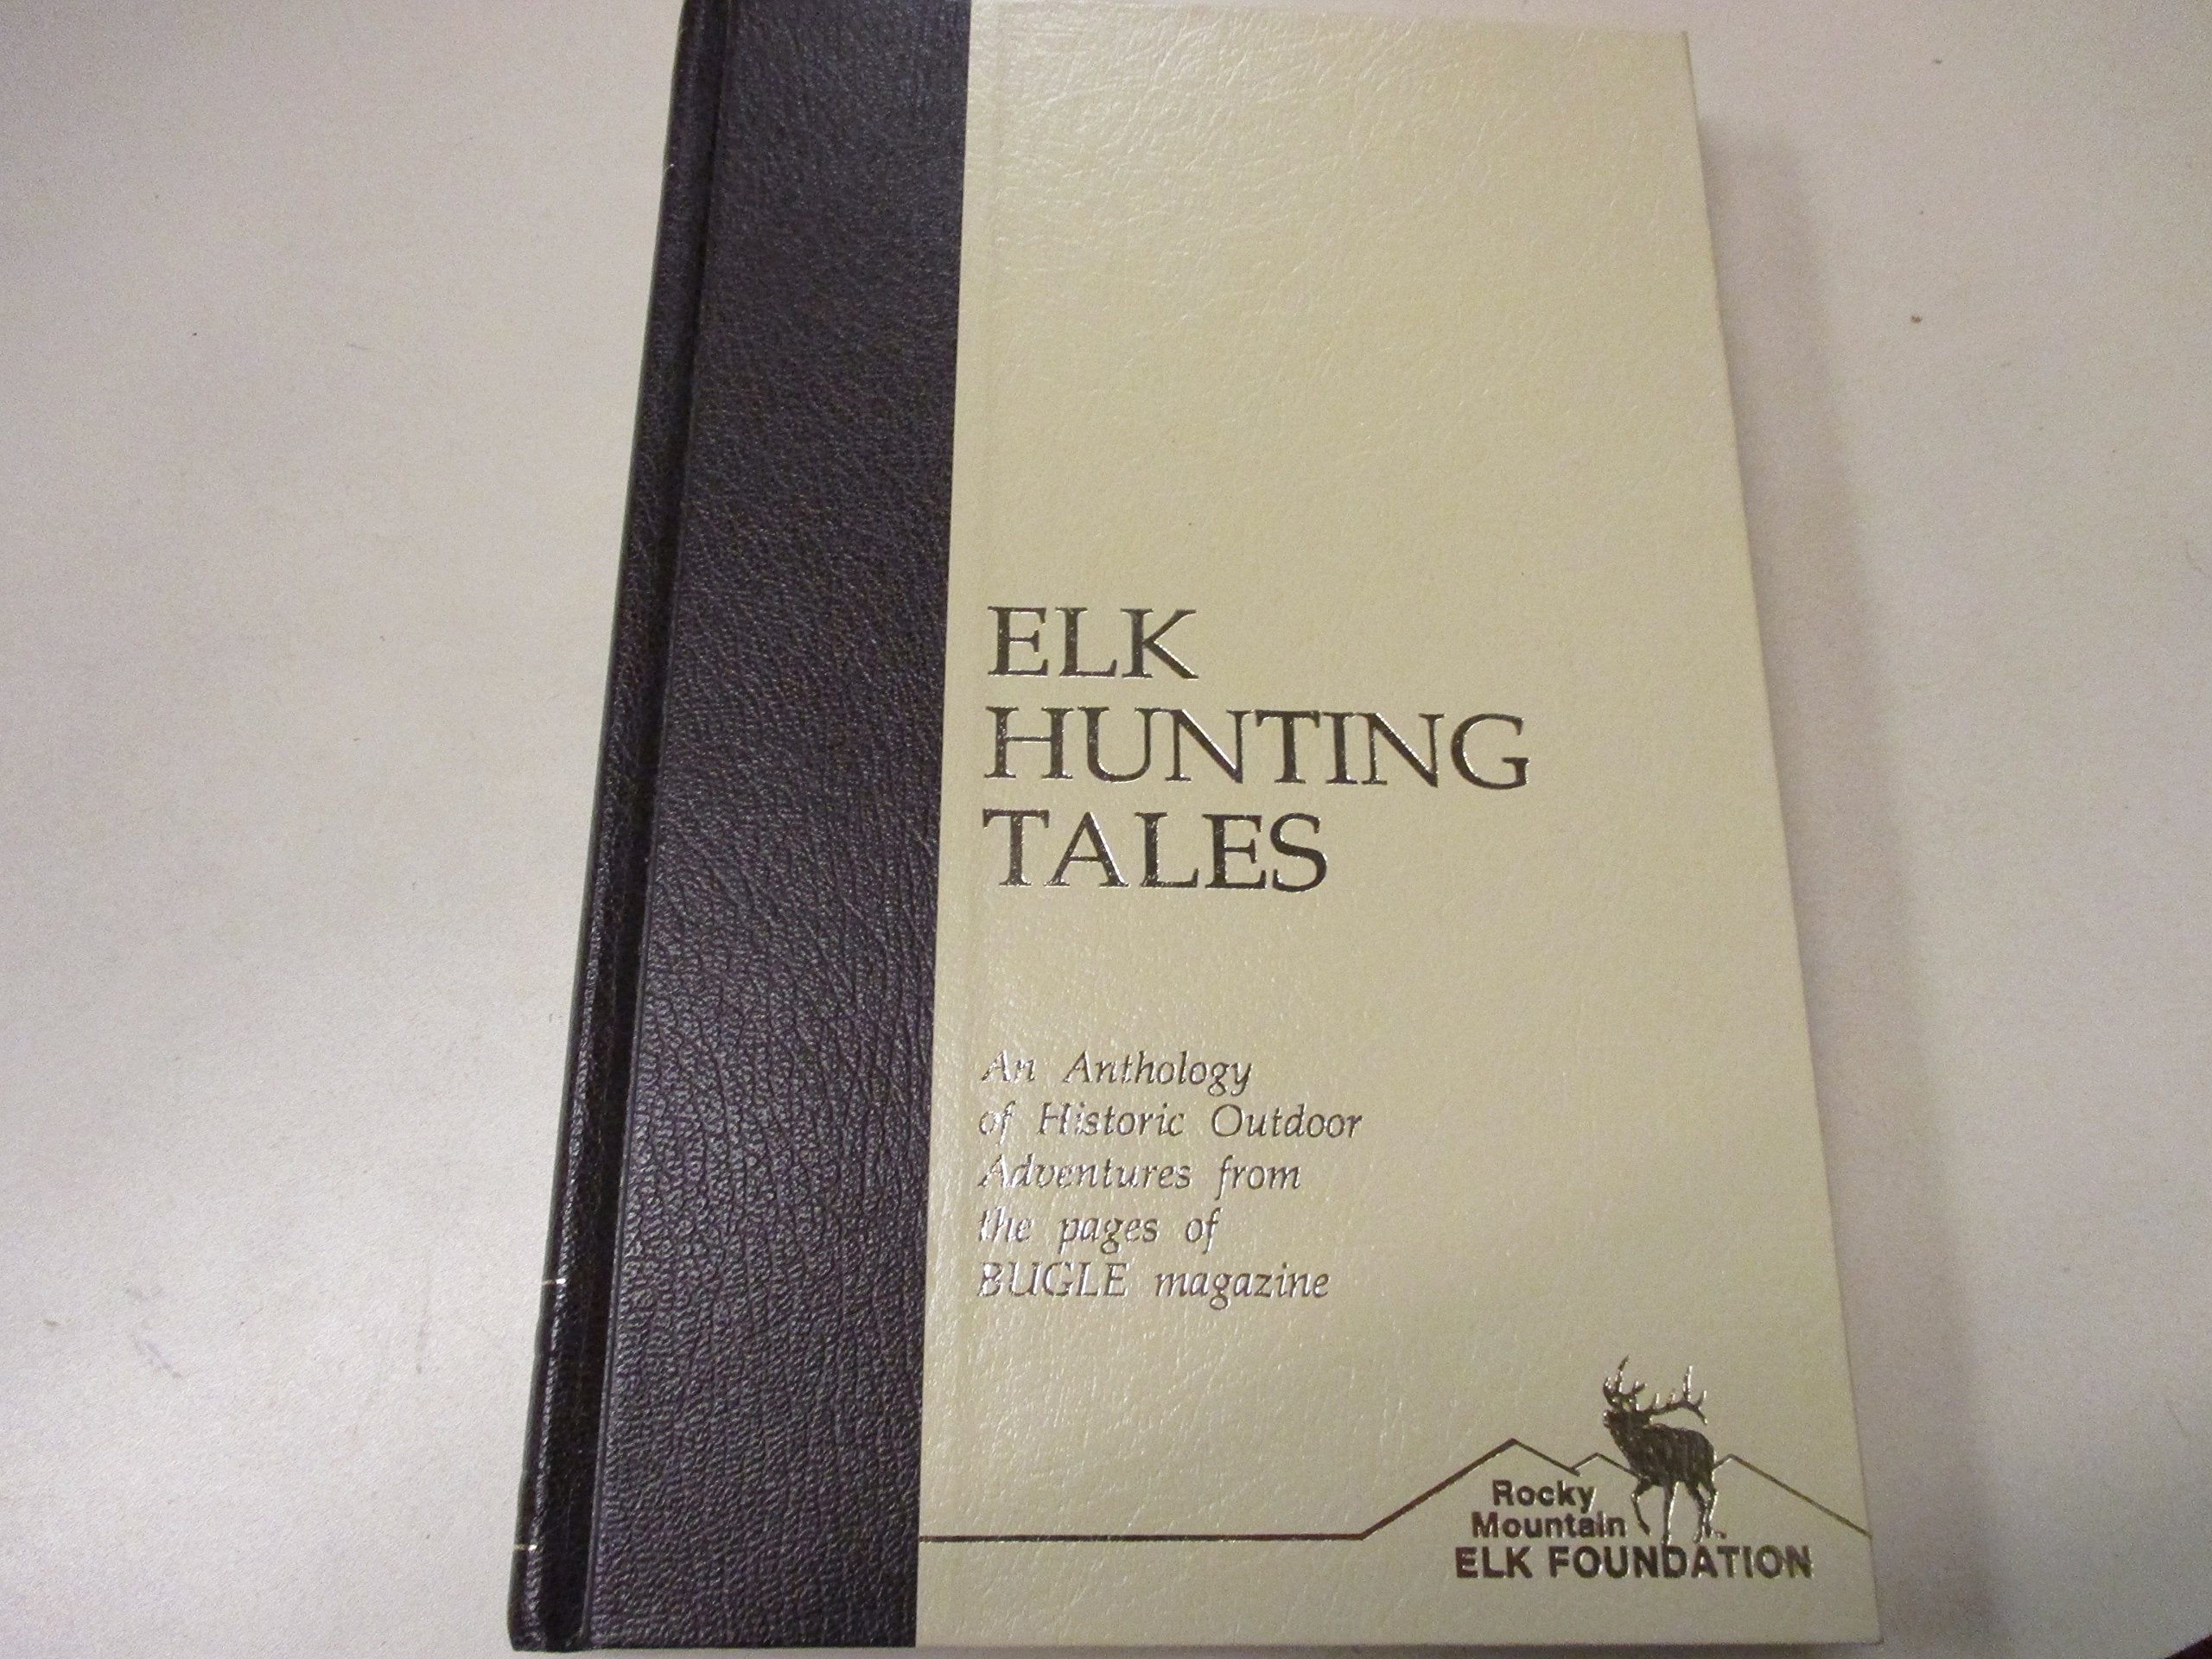 ELK
HUNTING
TALES
An Anthology
of Historic Outdoor
Adventures from
the pages of
BUGLE magazine
Rocky
Mountain
ELK FOUNDATION